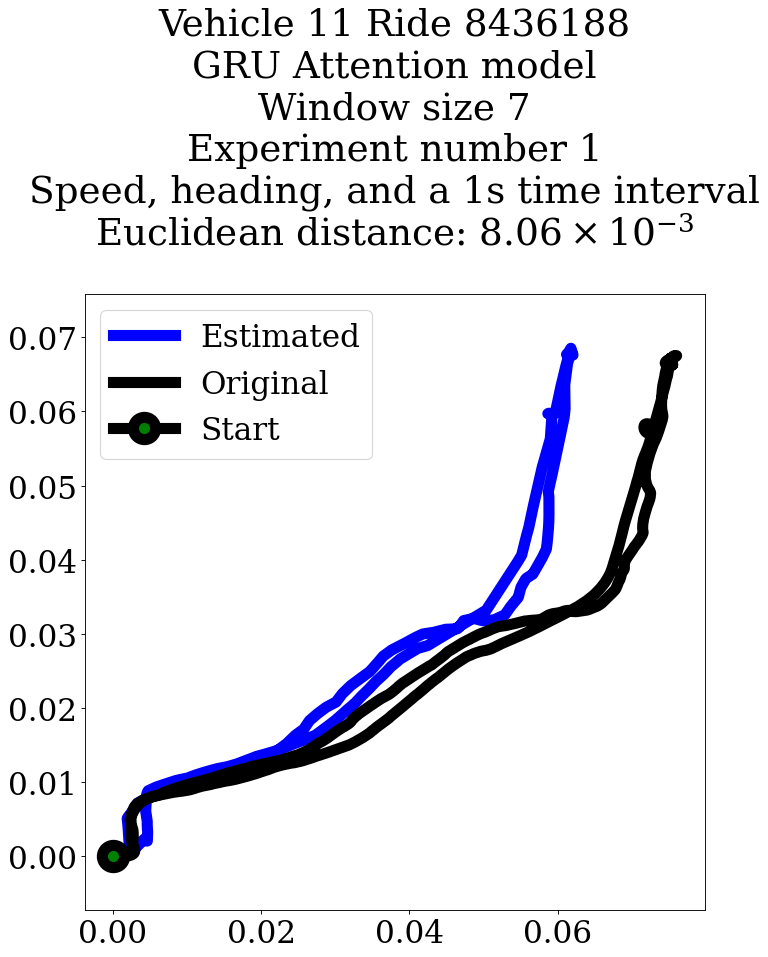 Vehicle 11 Ride 8436188
GRU Attention model
Window size 7
Experiment number 1
Speed, heading, and a 1s time interval
Euclidean distance: 8.06 × 10⁻³
Estimated
Original
Start
0.07
0.06
0.05
0.04
0.03
0.02
0.01
0.00
0.00 0.02 0.04 0.06